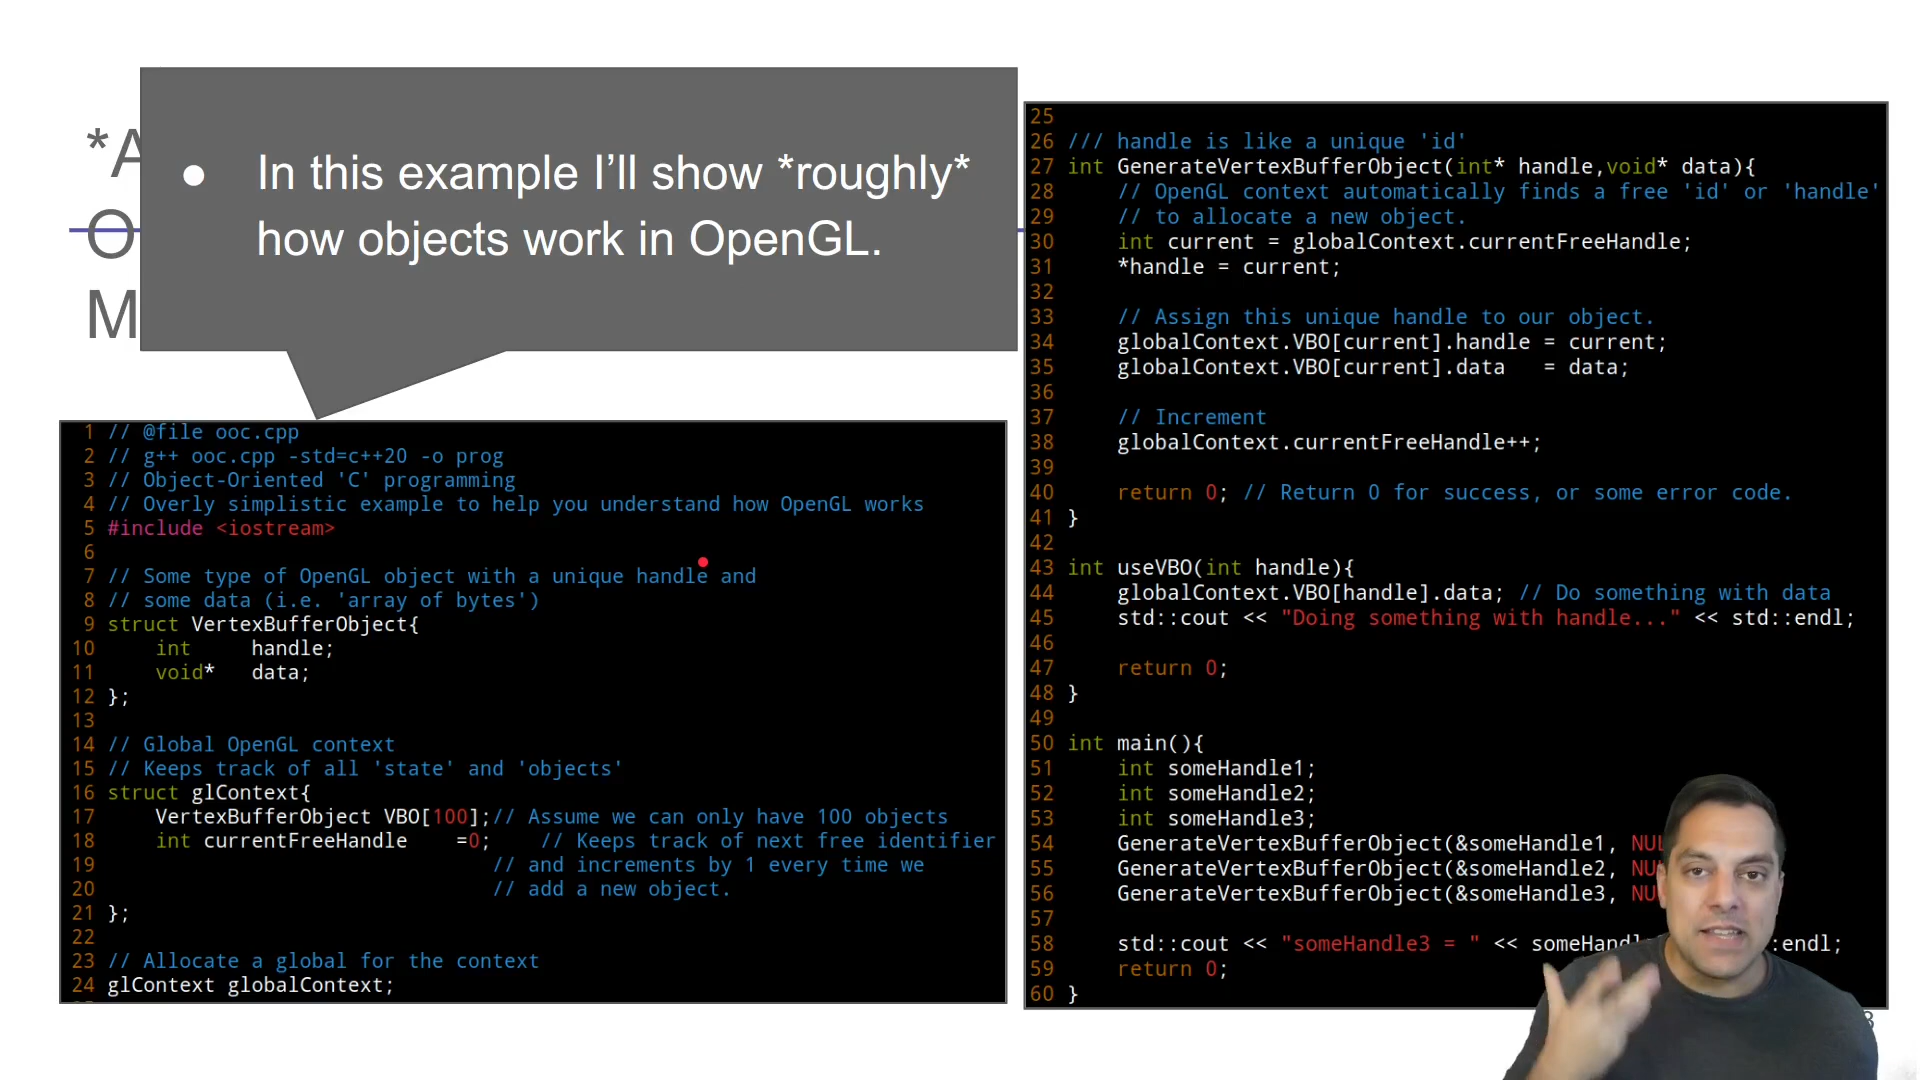 *A
O
M
● In this example I'll show *roughly*
how objects work in OpenGL.
1 // @file ooc.cpp
2 // g++ ooc.cpp -std=c++20 -o prog
3 // Object-Oriented 'C' programming
4 // Overly simplistic example to help you understand how OpenGL works
5 #include <iostream>
6
7 // Some type of OpenGL object with a unique handle and
8 // some data (i.e. 'array of bytes')
9 struct VertexBufferObject{
10     int     handle;
11     void*   data;
12 };
13
14 // Global OpenGL context
15 // Keeps track of all 'state' and 'objects'
16 struct glContext{
17     VertexBufferObject VBO[100];// Assume we can only have 100 objects
18     int currentFreeHandle    =0;    // Keeps track of next free identifier
19                                 // and increments by 1 every time we
20                                 // add a new object.
21 };
22
23 // Allocate a global for the context
24 glContext globalContext;
25
26 /// handle is like a unique 'id'
27 int GenerateVertexBufferObject(int* handle,void* data){
28     // OpenGL context automatically finds a free 'id' or 'handle'
29     // to allocate a new object.
30     int current = globalContext.currentFreeHandle;
31     *handle = current;
32
33     // Assign this unique handle to our object.
34     globalContext.VBO[current].handle = current;
35     globalContext.VBO[current].data   = data;
36
37     // Increment
38     globalContext.currentFreeHandle++;
39
40     return 0; // Return 0 for success, or some error code.
41 }
42
43 int useVBO(int handle){
44     globalContext.VBO[handle].data; // Do something with data
45     std::cout << "Doing something with handle..." << std::endl;
46
47     return 0;
48 }
49
50 int main(){
51     int someHandle1;
52     int someHandle2;
53     int someHandle3;
54     GenerateVertexBufferObject(&someHandle1,
55     GenerateVertexBufferObject(&someHandle2,
56     GenerateVertexBufferObject(&someHandle3,
57
58     std::cout << "someHandle3 = " << :endl;
59     return 0;
60 }